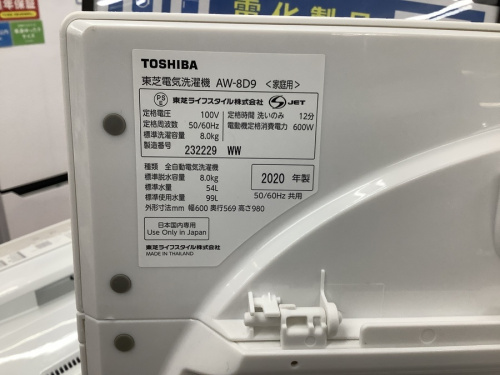 電化製品
TOSHIBA
東芝電気洗濯機 AW-8D9 <家庭用>
PS E 東芝ライフスタイル株式会社 S JET
定格電圧 100V
定格周波数 50/60Hz
標準洗濯容量 8.0kg
製造番号 232229 WW
定格時間 洗いのみ 12分
電動機定格消費電力 600W
種類 全自動電気洗濯機
標準脱水容量 8.0kg
標準水量 54L
標準使用水量 99L
外形寸法mm 幅600 奥行569 高さ980
2020 年製
50/60Hz 共用
日本国内専用
Use Only in Japan
東芝ライフスタイル株式会社
MADE IN THAILAND